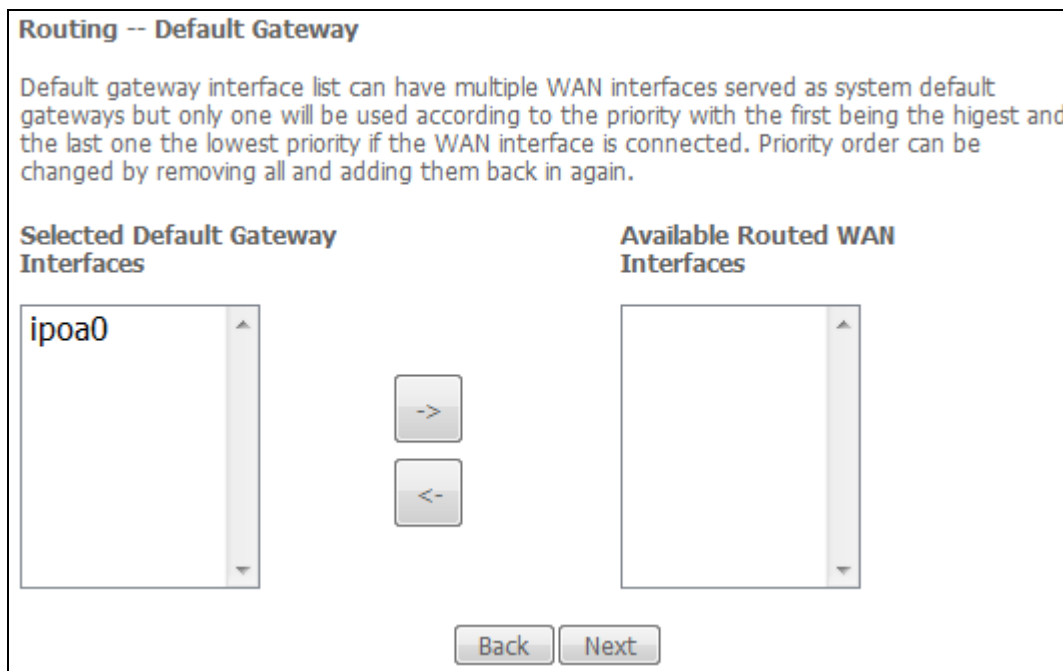 Routing -- Default Gateway
Default gateway interface list can have multiple WAN interfaces served as system default
gateways but only one will be used according to the priority with the first being the higest and
the last one the lowest priority if the WAN interface is connected. Priority order can be
changed by removing all and adding them back in again.
Selected Default Gateway
Interfaces
Available Routed WAN
Interfaces
ipoa0
->
<-
Back
Next